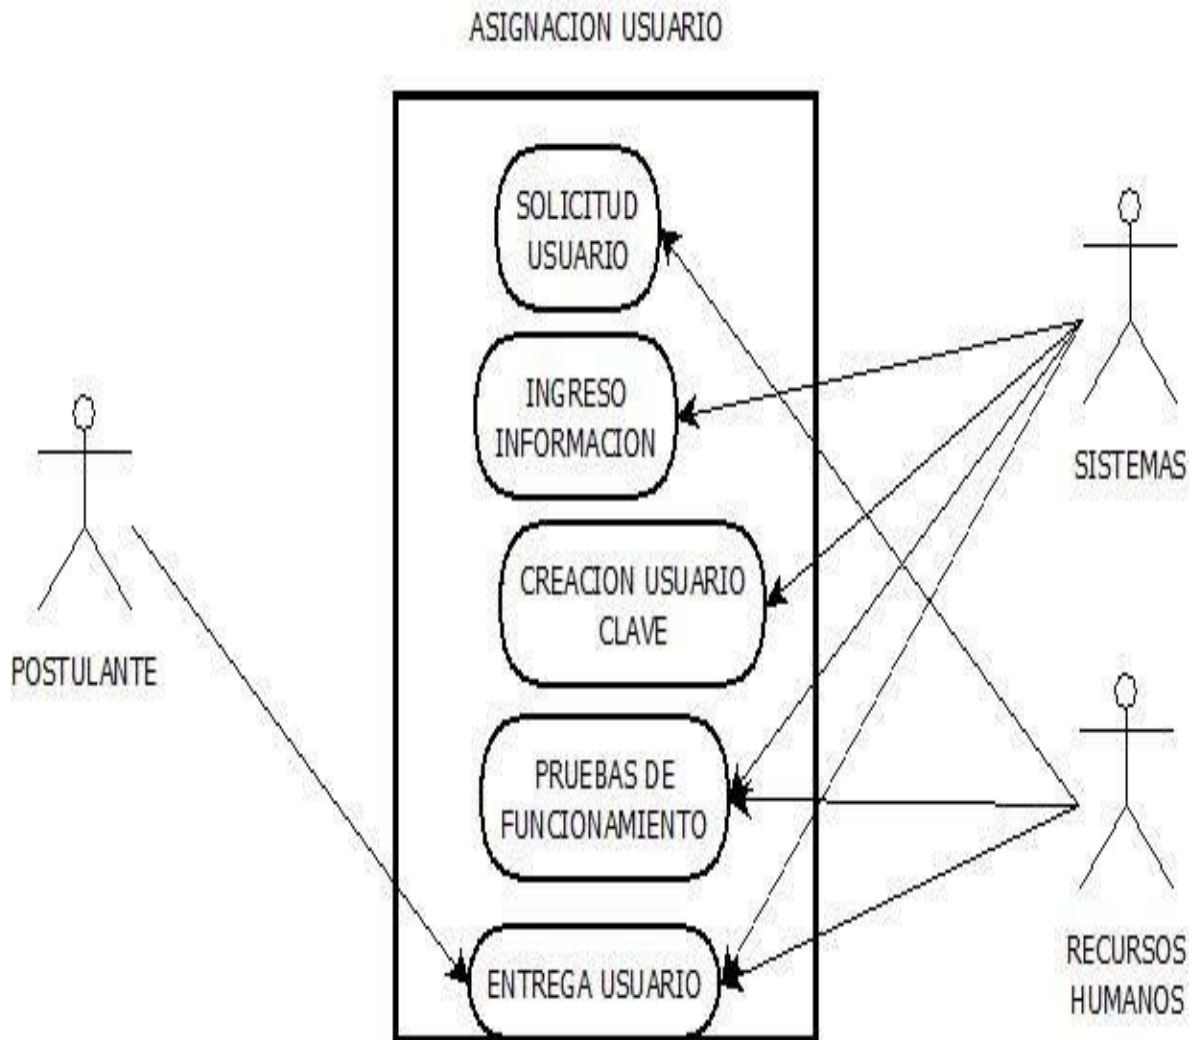 ASIGNACION USUARIO
SOLICITUD
USUARIO
INGRESO
INFORMACION
SISTEMAS
CREACION USUARIO
CLAVE
POSTULANTE
PRUEBAS DE
FUNCIONAMIENTO
ENTREGA USUARIO
RECURSOS
HUMANOS